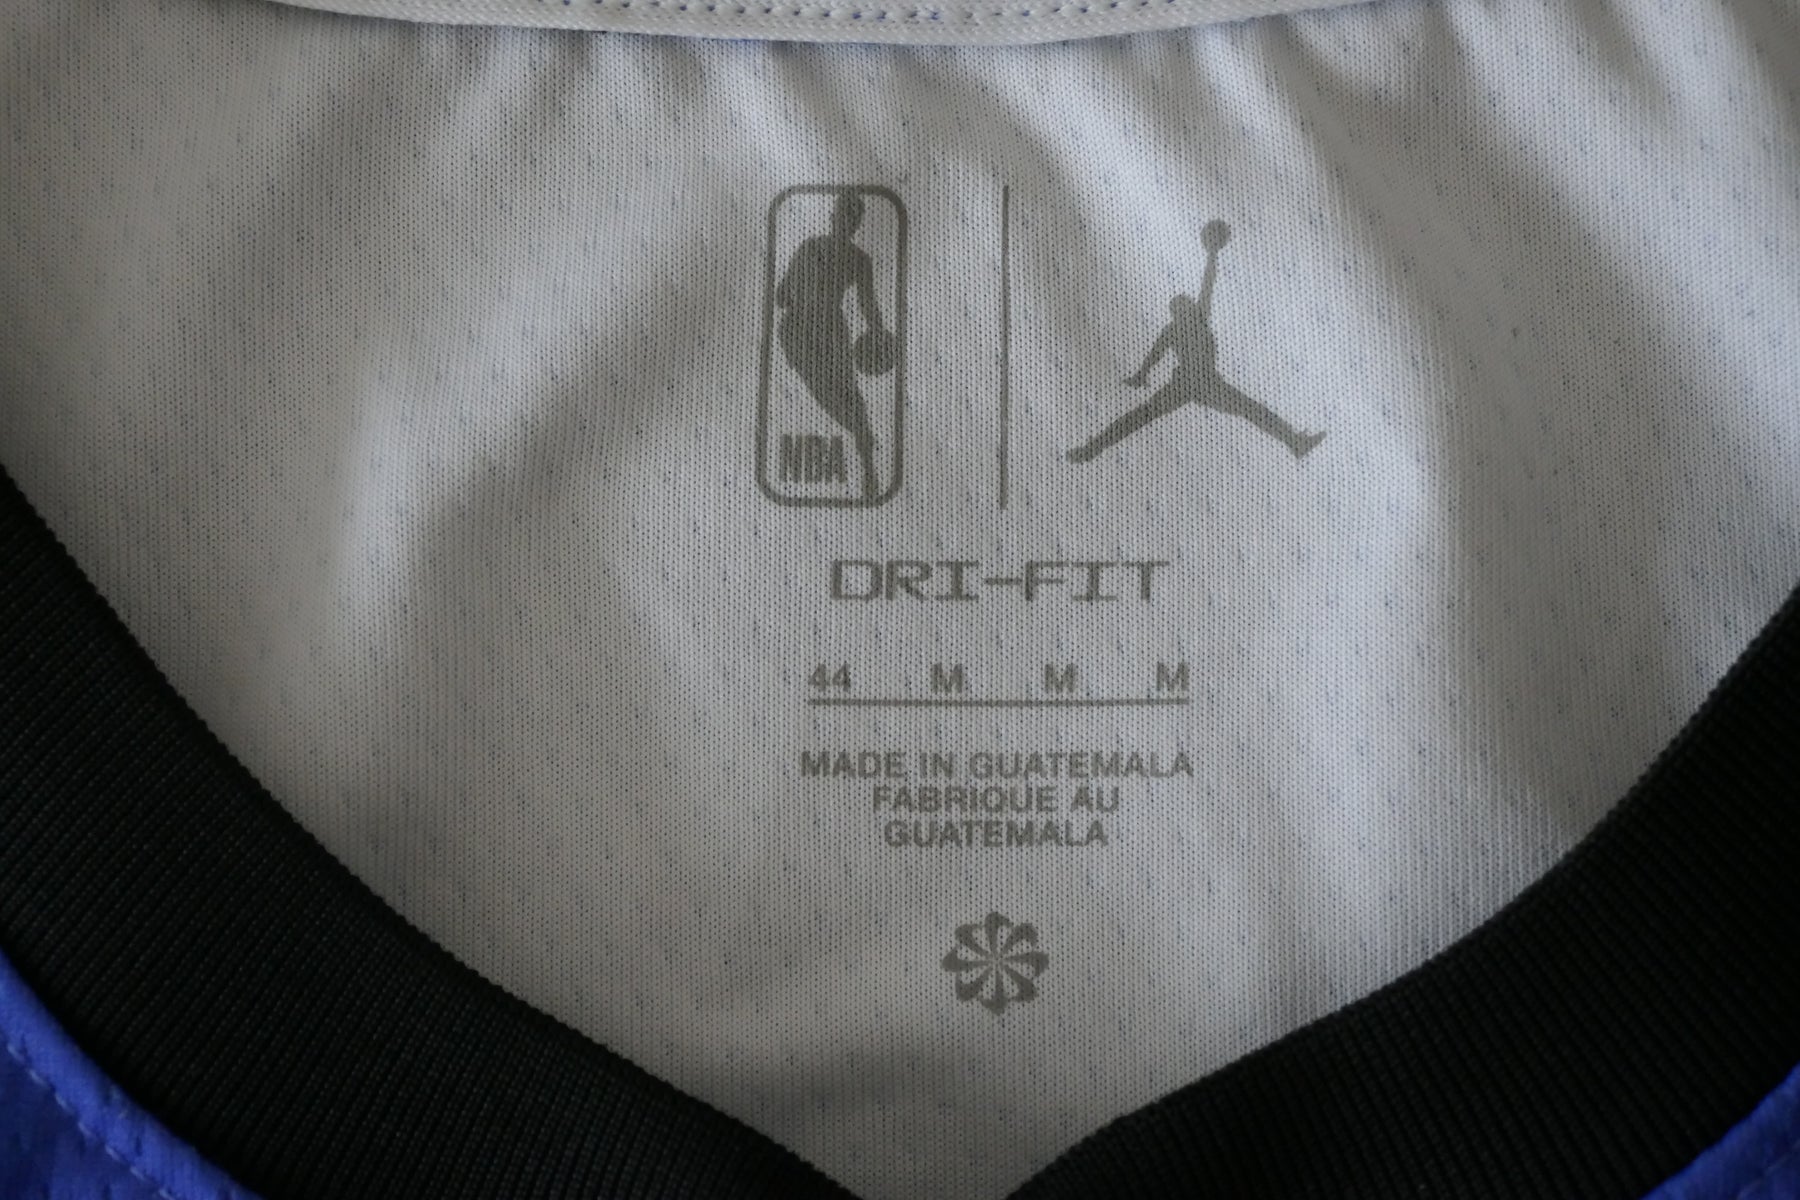 NBA
DRI-FIT
44 M M M
MADE IN GUATEMALA
FABRIQUE AU
GUATEMALA